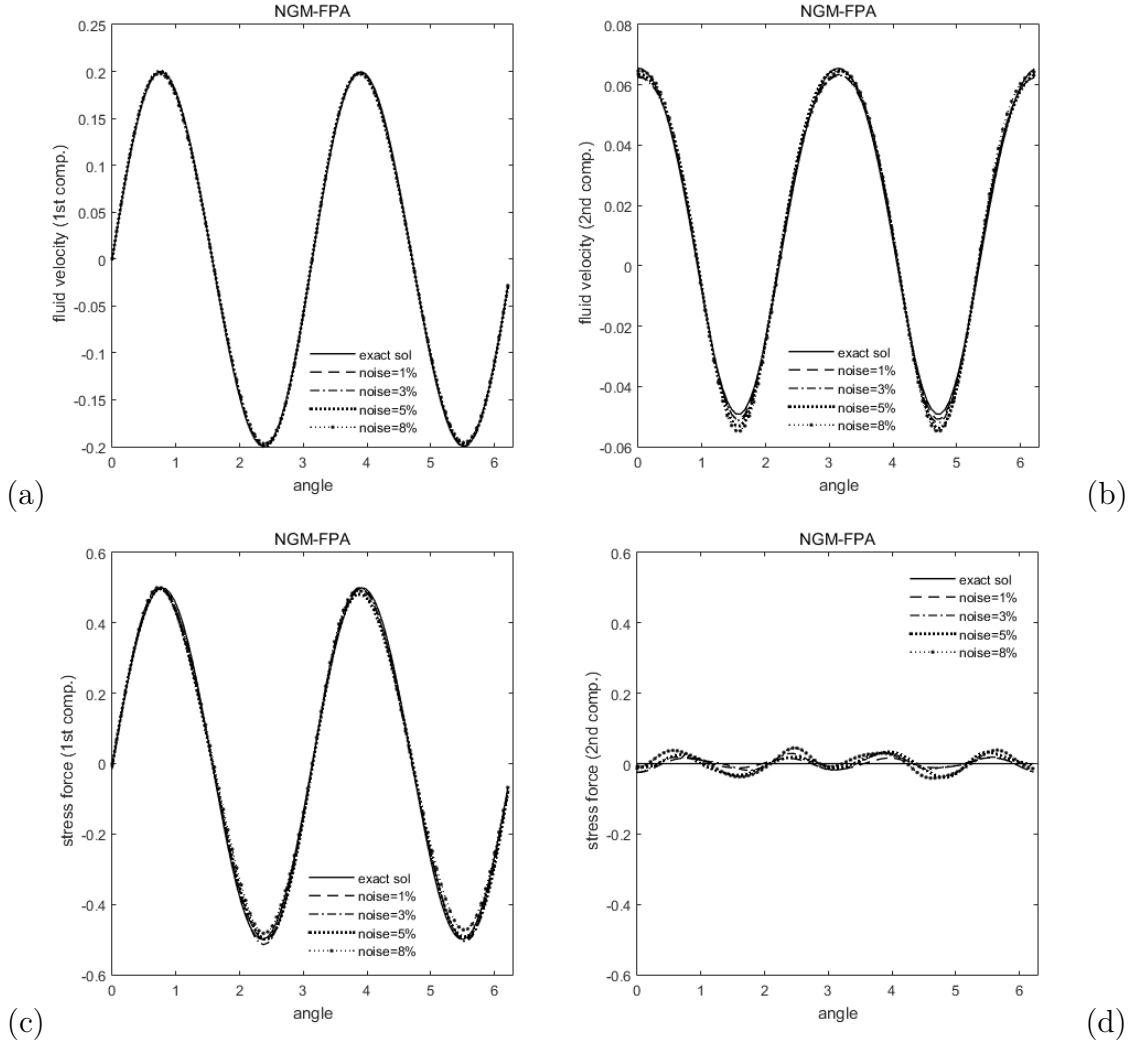 NGM-FPA
0.25
0.2
0.15
0.1
0.05
0
-0.05
-0.1
-0.15
-0.2
fluid velocity (1st comp.)
exact sol
noise=1%
noise=3%
noise=5%
noise=8%
0 1 2 3 4 5 6
angle
(a)
NGM-FPA
0.08
0.06
0.04
0.02
0
-0.02
-0.04
-0.06
fluid velocity (2nd comp.)
exact sol
noise=1%
noise=3%
noise=5%
noise=8%
0 1 2 3 4 5 6
angle
(b)
NGM-FPA
0.6
0.4
0.2
0
-0.2
-0.4
-0.6
stress force (1st comp.)
exact sol
noise=1%
noise=3%
noise=5%
noise=8%
0 1 2 3 4 5 6
angle
(c)
NGM-FPA
0.6
0.4
0.2
0
-0.2
-0.4
-0.6
stress force (2nd comp.)
exact sol
noise=1%
noise=3%
noise=5%
noise=8%
0 1 2 3 4 5 6
angle
(d)